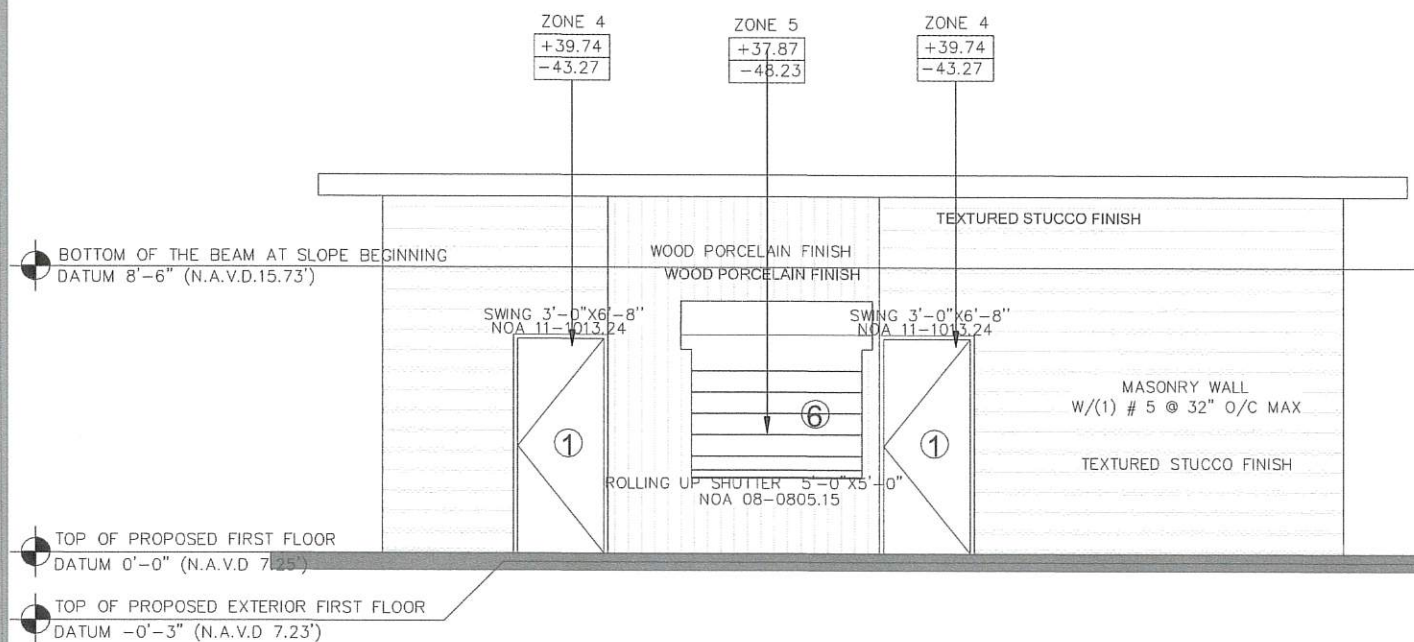 ZONE 4
+39.74
-43.27
ZONE 5
+37.87
-48.23
ZONE 4
+39.74
-43.27
TEXTURED STUCCO FINISH
BOTTOM OF THE BEAM AT SLOPE BEGINNING
DATUM 8'-6" (N.A.V.D.15.73')
WOOD PORCELAIN FINISH
WOOD PORCELAIN FINISH
SWING 3'-0"X6'-8"
NOA 11-1013.24
SWING 3'-0"X6'-8"
NOA 11-1013.24
MASONRY WALL
W/(1) # 5 @ 32" O/C MAX
1
6
1
TEXTURED STUCCO FINISH
ROLLING UP SHUTTER 5'-0"X5'-0"
NOA 08-0805.15
TOP OF PROPOSED FIRST FLOOR
DATUM 0'-0" (N.A.V.D 7.25')
TOP OF PROPOSED EXTERIOR FIRST FLOOR
DATUM -0'-3" (N.A.V.D 7.23')